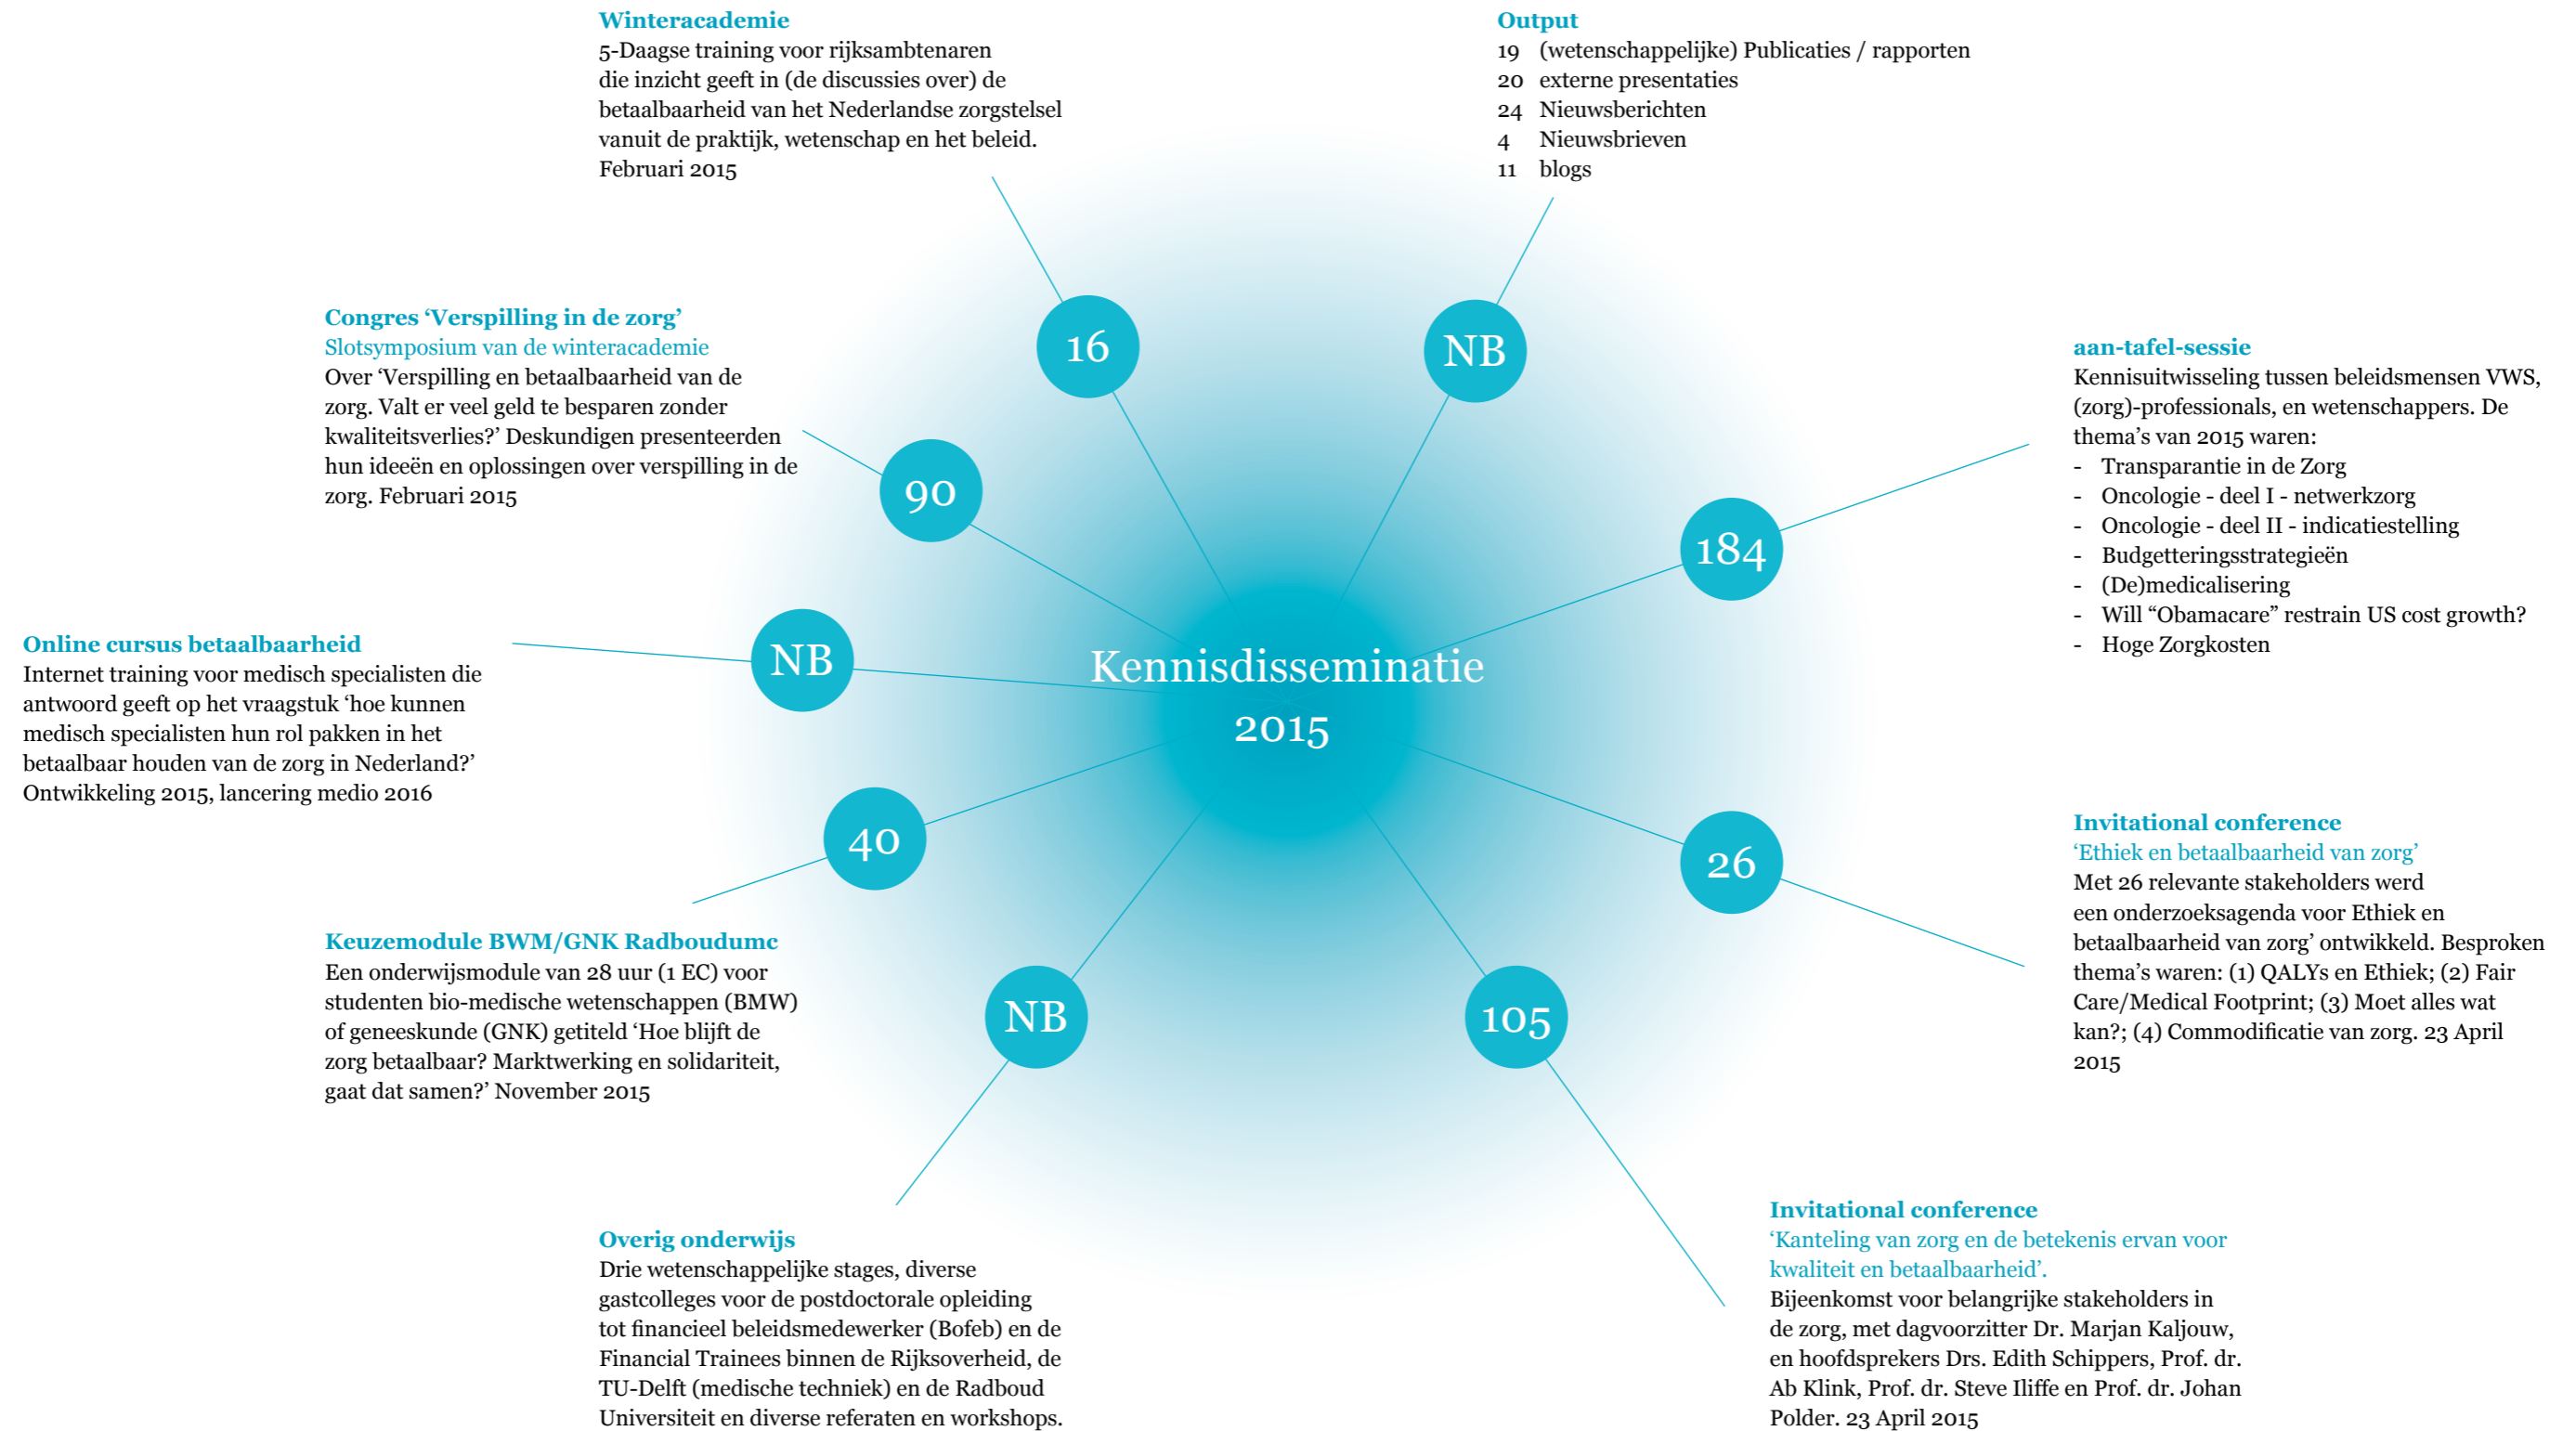 Winteracademie
5-Daagse training voor rijksambtenaren
die inzicht geeft in (de discussies over) de
betaalbaarheid van het Nederlandse zorgstelsel
vanuit de praktijk, wetenschap en het beleid.
Februari 2015
16
Output
19 (wetenschappelijke) Publicaties / rapporten
20 externe presentaties
24 Nieuwsberichten
4 Nieuwsbrieven
11 blogs
NB
Congres ‘Verspilling in de zorg’
Slotsymposium van de winteracademie
Over ‘Verspilling en betaalbaarheid van de
zorg. Valt er veel geld te besparen zonder
kwaliteitsverlies?’ Deskundigen presenteerden
hun ideeën en oplossingen over verspilling in de
zorg. Februari 2015
90
aan-tafel-sessie
Kennisuitwisseling tussen beleidsmensen VWS,
(zorg)-professionals, en wetenschappers. De
thema’s van 2015 waren:
- Transparantie in de Zorg
- Oncologie - deel I - netwerkzorg
- Oncologie - deel II - indicatiestelling
- Budgetteringsstrategieën
- (De)medicalisering
- Will “Obamacare” restrain US cost growth?
- Hoge Zorgkosten
184
Online cursus betaalbaarheid
Internet training voor medisch specialisten die
antwoord geeft op het vraagstuk ‘hoe kunnen
medisch specialisten hun rol pakken in het
betaalbaar houden van de zorg in Nederland?’
Ontwikkeling 2015, lancering medio 2016
NB
Kennisdisseminatie
2015
40
Keuzemodule BWM/GNK Radboudumc
Een onderwijsmodule van 28 uur (1 EC) voor
studenten bio-medische wetenschappen (BMW)
of geneeskunde (GNK) getiteld ‘Hoe blijft de
zorg betaalbaar? Marktwerking en solidariteit,
gaat dat samen?’ November 2015
26
Invitational conference
‘Ethiek en betaalbaarheid van zorg’
Met 26 relevante stakeholders werd
een onderzoeksagenda voor Ethiek en
betaalbaarheid van zorg’ ontwikkeld. Besproken
thema’s waren: (1) QALYs en Ethiek; (2) Fair
Care/Medical Footprint; (3) Moet alles wat
kan?; (4) Commodificatie van zorg. 23 April
2015
NB
Overig onderwijs
Drie wetenschappelijke stages, diverse
gastcolleges voor de postdoctorale opleiding
tot financieel beleidsmedewerker (Bofeb) en de
Financial Trainees binnen de Rijksoverheid, de
TU-Delft (medische techniek) en de Radboud
Universiteit en diverse referaten en workshops.
105
Invitational conference
‘Kanteling van zorg en de betekenis ervan voor
kwaliteit en betaalbaarheid’.
Bijeenkomst voor belangrijke stakeholders in
de zorg, met dagvoorzitter Dr. Marjan Kaljouw,
en hoofdsprekers Drs. Edith Schippers, Prof. dr.
Ab Klink, Prof. dr. Steve Iliffe en Prof. dr. Johan
Polder. 23 April 2015